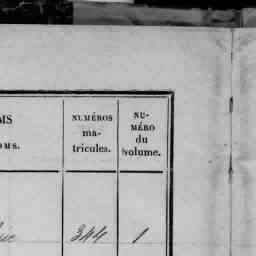 MS
OMS.
NUMÉROS
ma-
tricules.
NU-
MÉRO
du
volume.
344
1